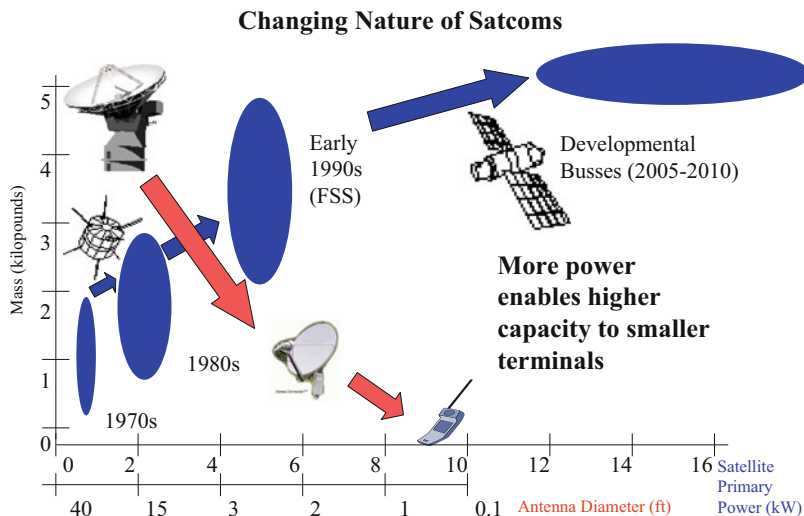 Changing Nature of Satcoms
Mass (kilopounds)
5
4
3
2
1
0
Early
1990s
(FSS)
Developmental
Busses (2005-2010)
More power
enables higher
capacity to smaller
terminals
1980s
1970s
0 2 4 6 8 10 12 14 16 Satellite
Primary
Power (kW)
40 15 3 2 1 0.1 Antenna Diameter (ft)